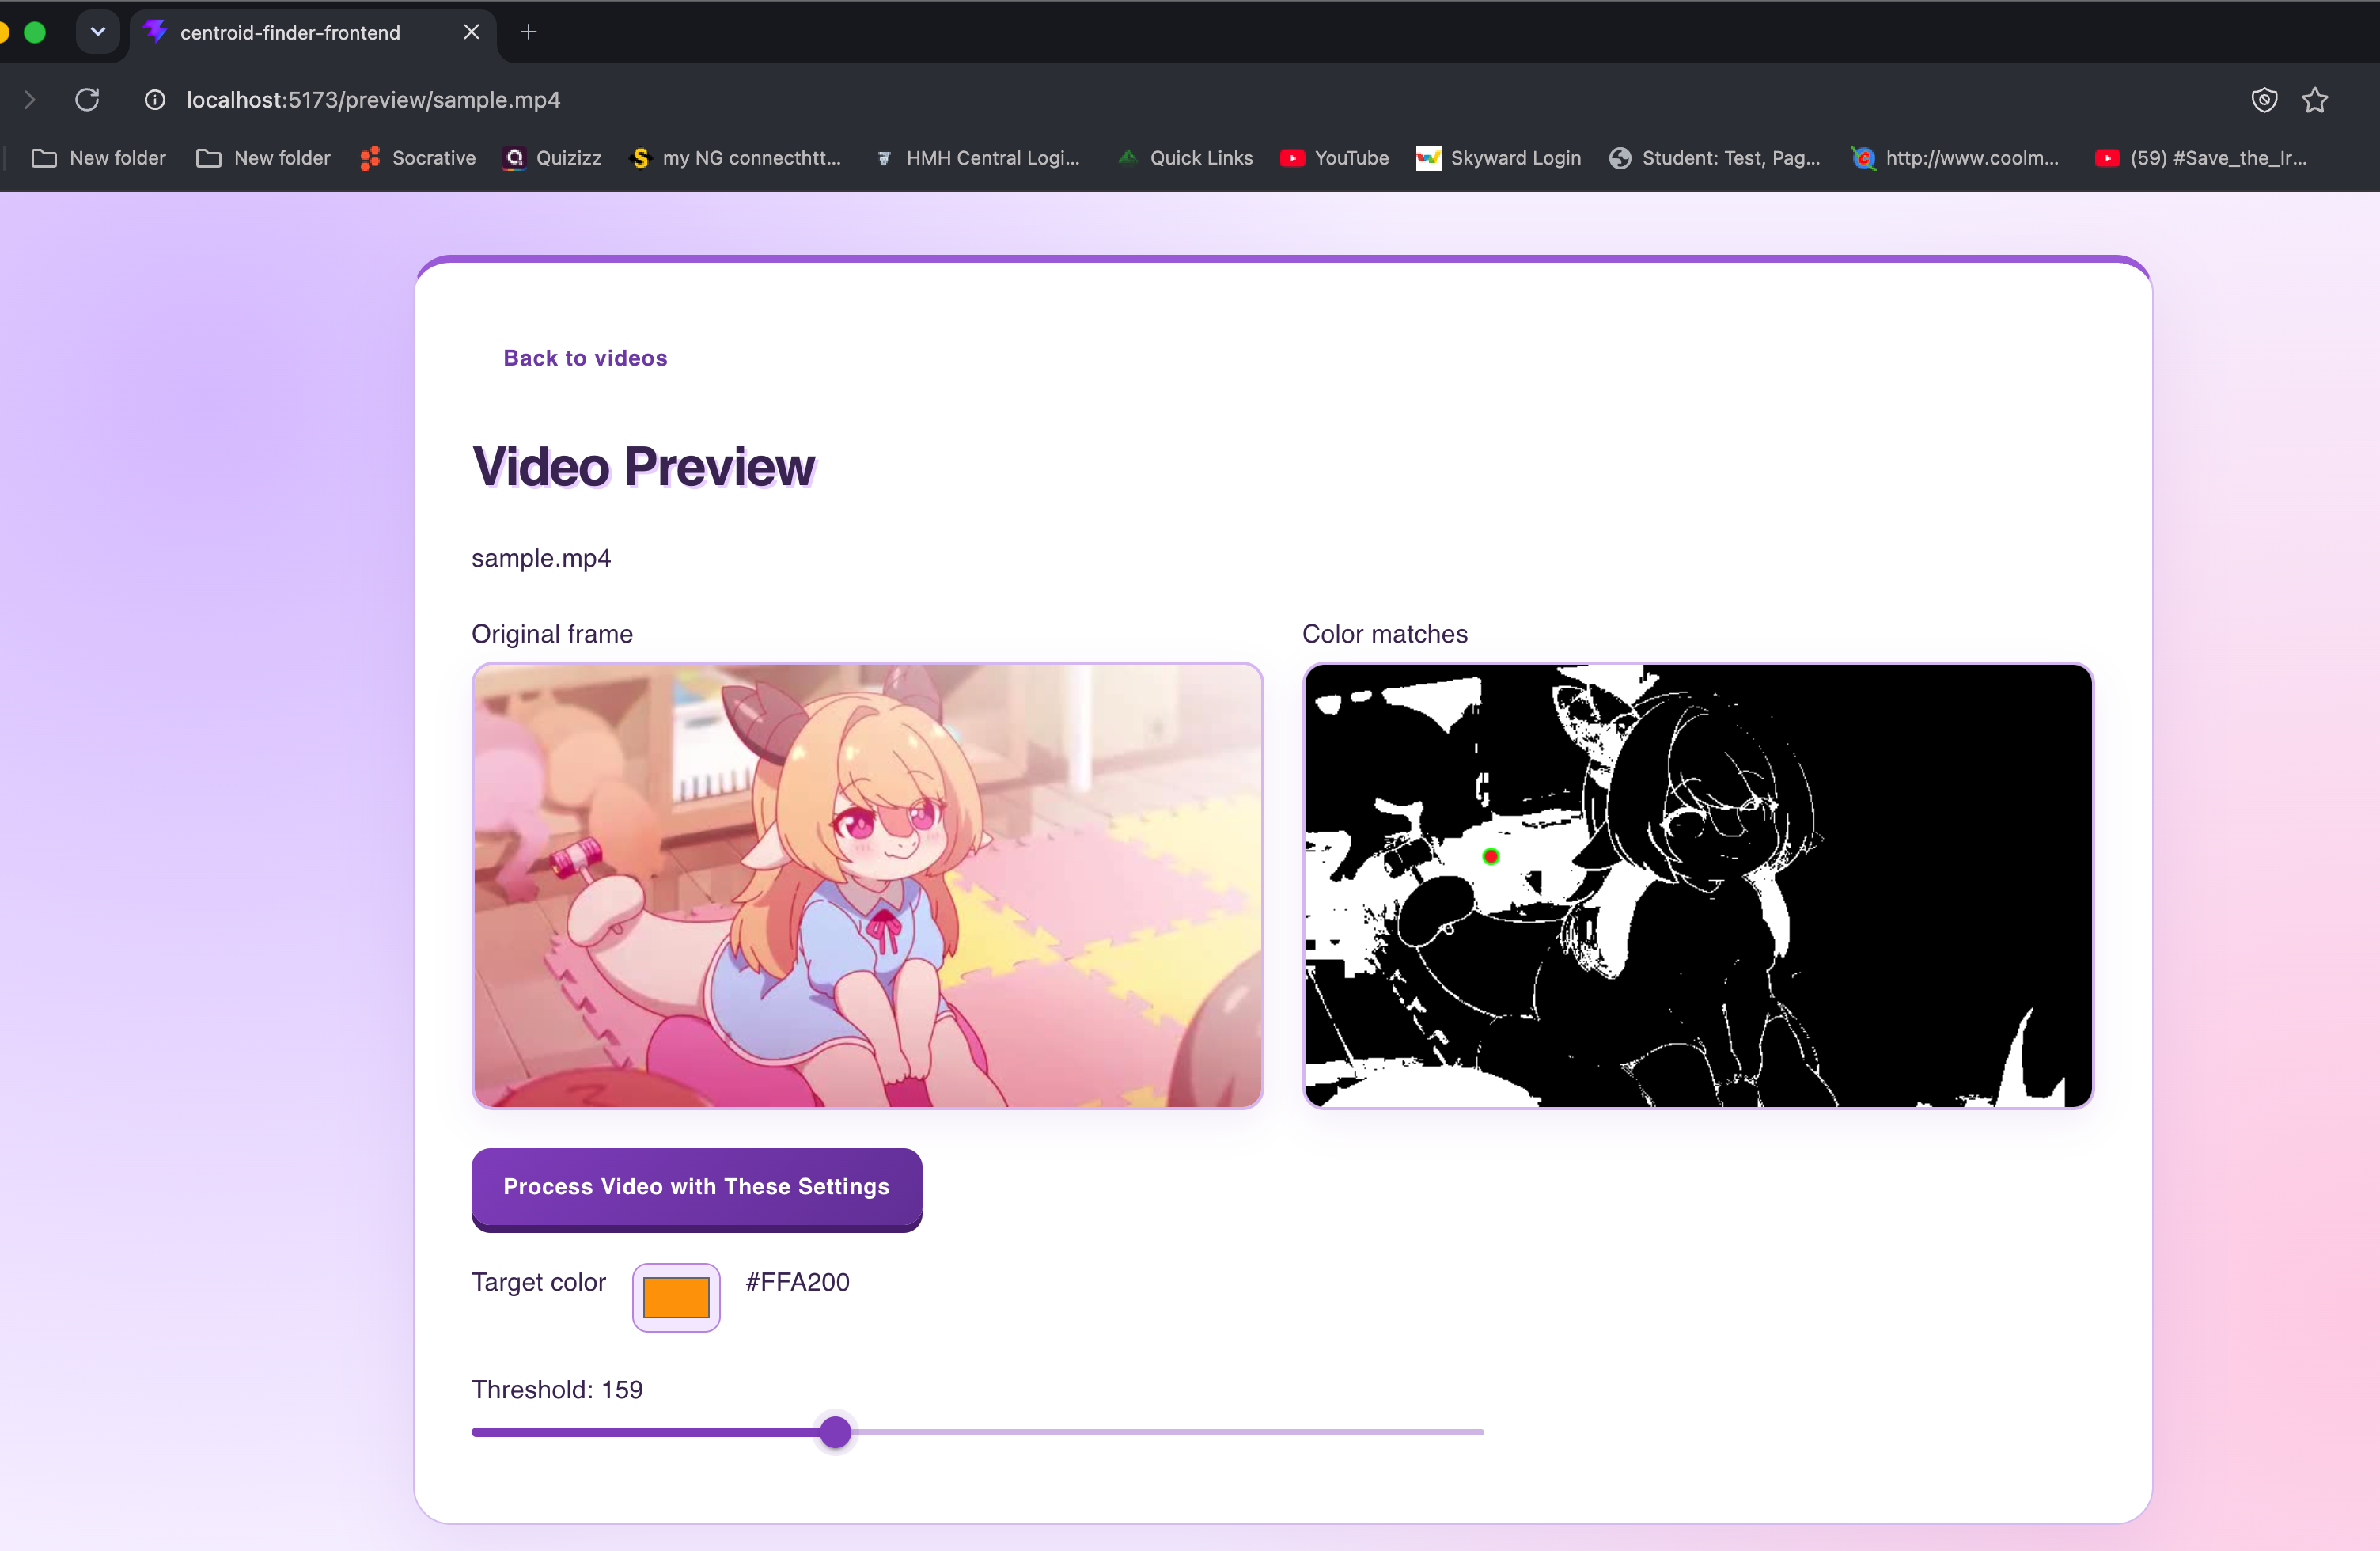 centroid-finder-frontend
localhost:5173/preview/sample.mp4
New folder New folder Socrative Quizizz my NG connecthtt... HMH Central Logi... Quick Links YouTube Skyward Login Student: Test, Pag... http://www.coolm... (59) #Save_the_Ir...
Back to videos
Video Preview
sample.mp4
Original frame Color matches
Process Video with These Settings
Target color #FFA200
Threshold: 159